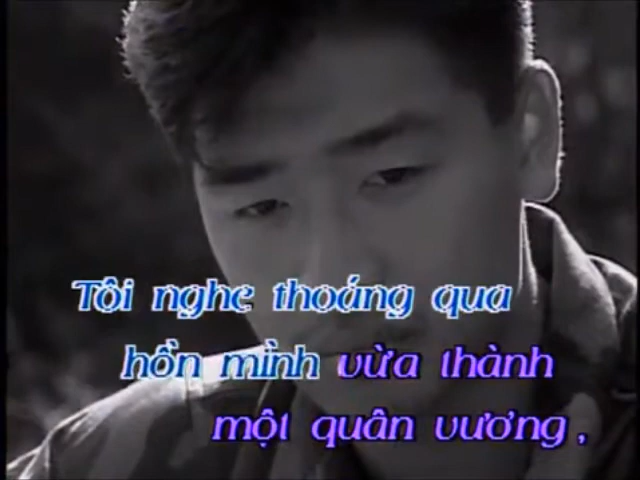 Tôi nghe thoáng qua
hồn mình vừa thành
một quân vương,